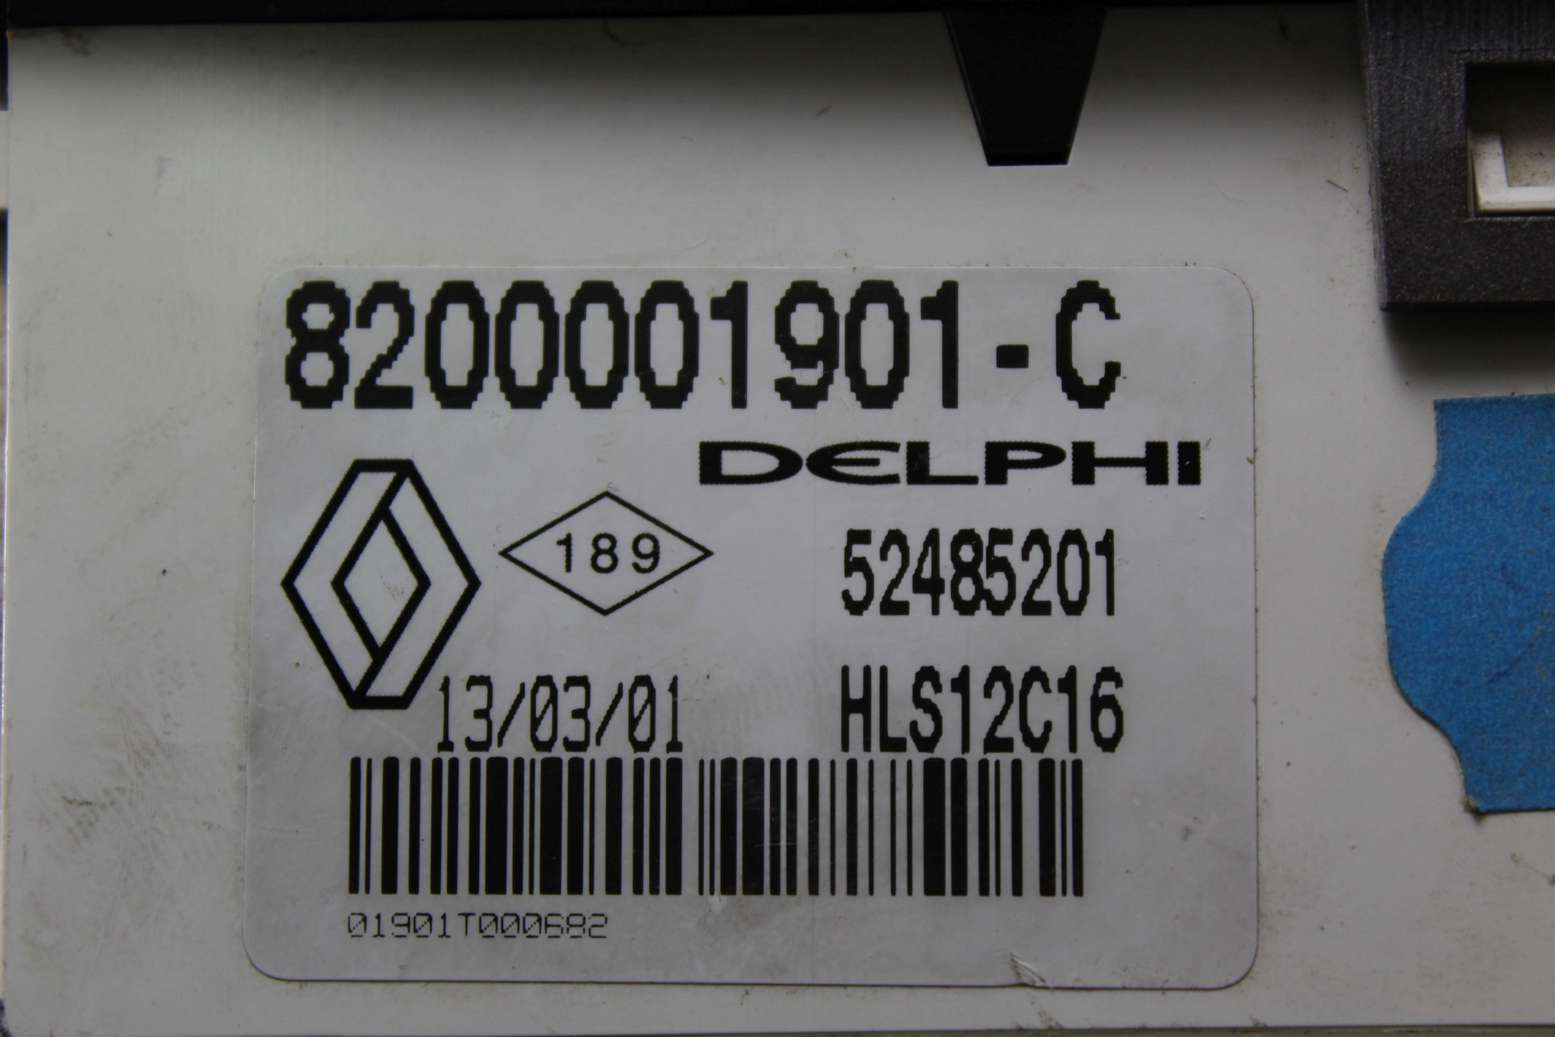 8200001901-C
DELPHI
189
52485201
13/03/01
HLS12C16
01901T000682